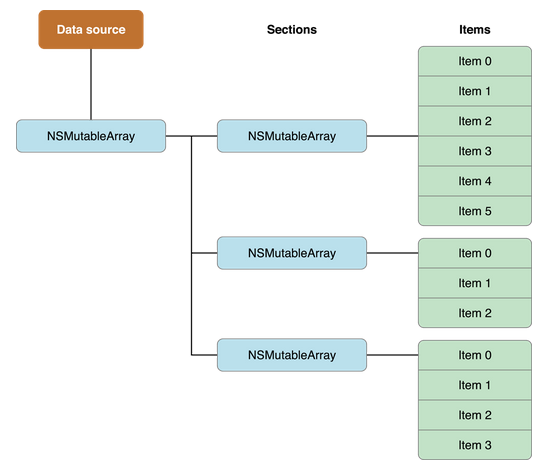 Data source
Sections
Items
NSMutableArray
NSMutableArray
Item 0
Item 1
Item 2
Item 3
Item 4
Item 5
NSMutableArray
Item 0
Item 1
Item 2
NSMutableArray
Item 0
Item 1
Item 2
Item 3